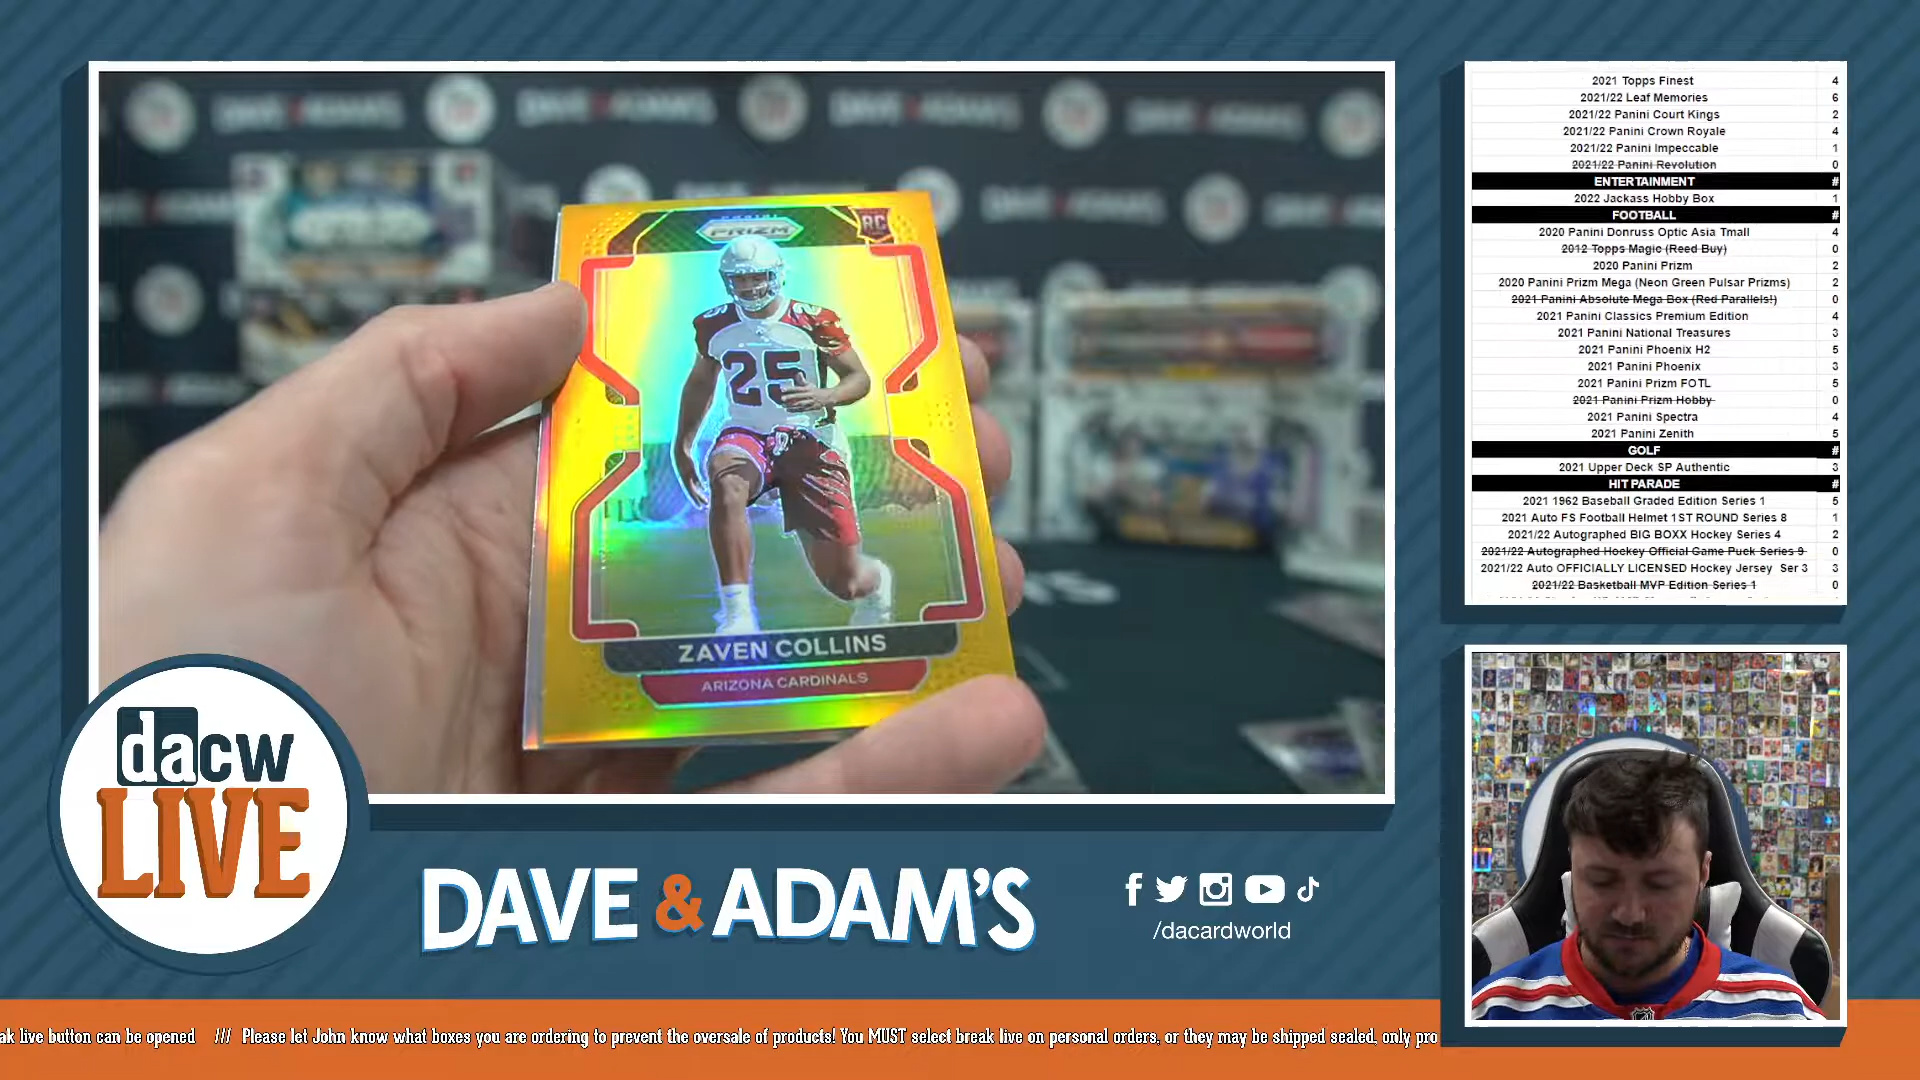 DAVE & ADAM'S
PANINI
PRIZM
RC
25
ZAVEN COLLINS
ARIZONA CARDINALS
2021 Topps Finest 4
2021/22 Leaf Memories 6
2021/22 Panini Court Kings 2
2021/22 Panini Crown Royale 4
2021/22 Panini Impeccable 1
2021/22 Panini Revolution 0
ENTERTAINMENT #
2022 Jackass Hobby Box 1
FOOTBALL #
2020 Panini Donruss Optic Asia Tmall 4
2012 Topps Magic (Reed Buy) 0
2020 Panini Prizm 2
2020 Panini Prizm Mega (Neon Green Pulsar Prizms) 2
2021 Panini Absolute Mega Box (Red Parallels!) 0
2021 Panini Classics Premium Edition 4
2021 Panini National Treasures 3
2021 Panini Phoenix H2 5
2021 Panini Phoenix 3
2021 Panini Prizm FOTL 5
2021 Panini Prizm Hobby 0
2021 Panini Spectra 4
2021 Panini Zenith 5
GOLF #
2021 Upper Deck SP Authentic 3
HIT PARADE #
2021 1962 Baseball Graded Edition Series 1 5
2021 Auto FS Football Helmet 1ST ROUND Series 8 1
2021/22 Autographed BIG BOXX Hockey Series 4 2
2021/22 Autographed Hockey Official Game Puck Series 9 0
2021/22 Auto OFFICIALLY LICENSED Hockey Jersey Ser 3 3
2021/22 Basketball MVP Edition Series 1 0
dacw
LIVE
DAVE & ADAM'S
/dacardworld
ak live button can be opened /// Please let John know what boxes you are ordering to prevent the oversale of products! You MUST select break live on personal orders, or they may be shipped sealed, only pro